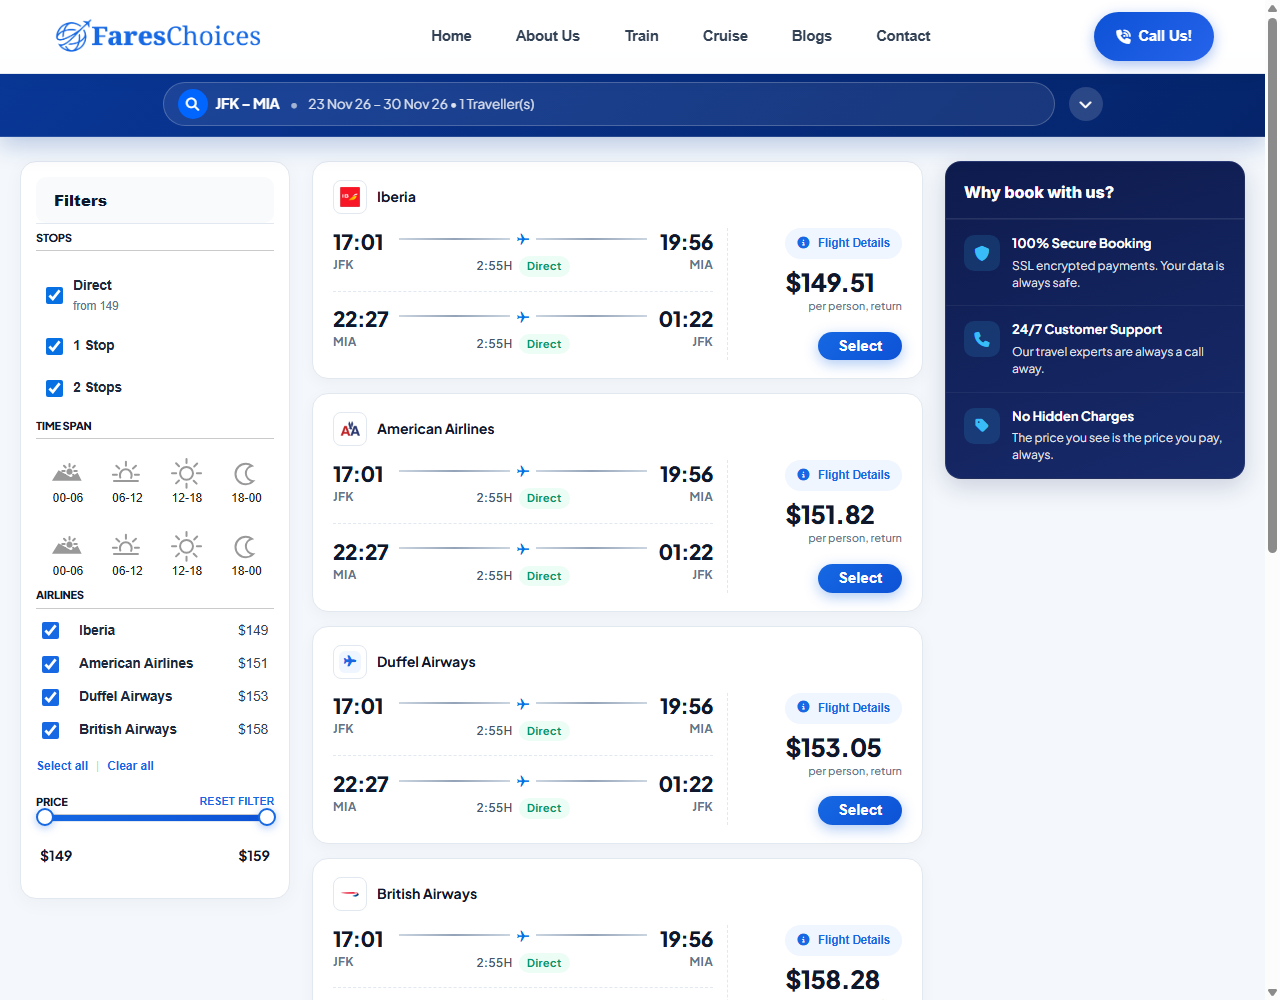 FaresChoices
Home
About Us
Train
Cruise
Blogs
Contact
Call Us!
JFK – MIA • 23 Nov 26 – 30 Nov 26 • 1 Traveller(s)
Filters
STOPS
Direct
from 149
1 Stop
2 Stops
TIME SPAN
00-06
06-12
12-18
18-00
00-06
06-12
12-18
18-00
AIRLINES
Iberia $149
American Airlines $151
Duffel Airways $153
British Airways $158
Select all | Clear all
PRICE
RESET FILTER
$149
$159
Iberia
17:01
19:56
JFK
2:55H Direct
MIA
22:27
01:22
MIA
2:55H Direct
JFK
Flight Details
$149.51
per person, return
Select
American Airlines
17:01
19:56
JFK
2:55H Direct
MIA
22:27
01:22
MIA
2:55H Direct
JFK
Flight Details
$151.82
per person, return
Select
Duffel Airways
17:01
19:56
JFK
2:55H Direct
MIA
22:27
01:22
MIA
2:55H Direct
JFK
Flight Details
$153.05
per person, return
Select
British Airways
17:01
19:56
JFK
2:55H Direct
MIA
Flight Details
$158.28
Why book with us?
100% Secure Booking
SSL encrypted payments. Your data is
always safe.
24/7 Customer Support
Our travel experts are always a call
away.
No Hidden Charges
The price you see is the price you pay,
always.